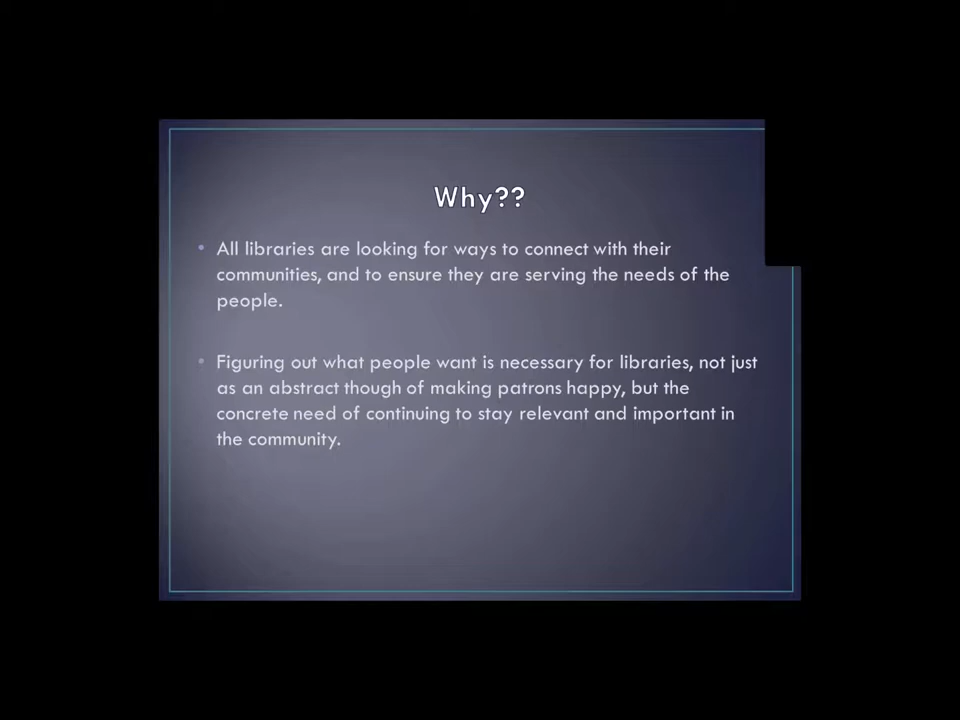 Why??
• All libraries are looking for ways to connect with their
communities, and to ensure they are serving the needs of the
people.
• Figuring out what people want is necessary for libraries, not just
as an abstract though of making patrons happy, but the
concrete need of continuing to stay relevant and important in
the community.